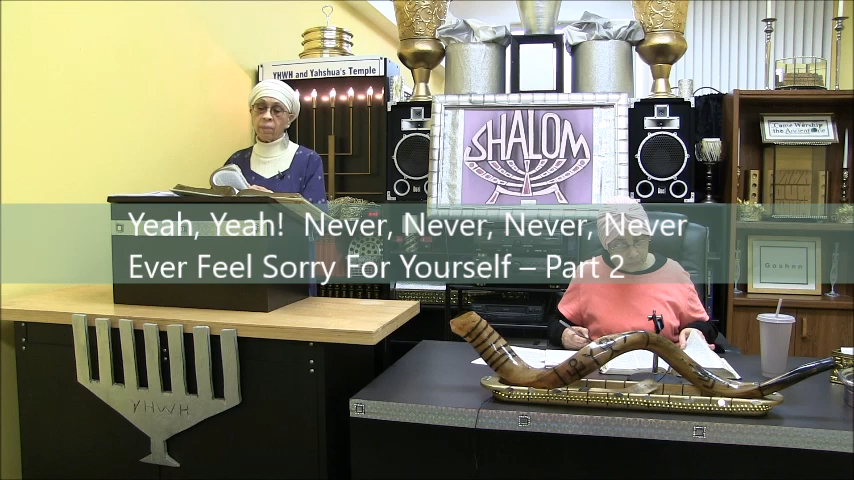 YHWH and Yahshua's Temple
SHALOM
Come Worship
the Ancient One
Yeah, Yeah!  Never, Never, Never, Never
Ever Feel Sorry For Yourself – Part 2
Goshen
YHWH